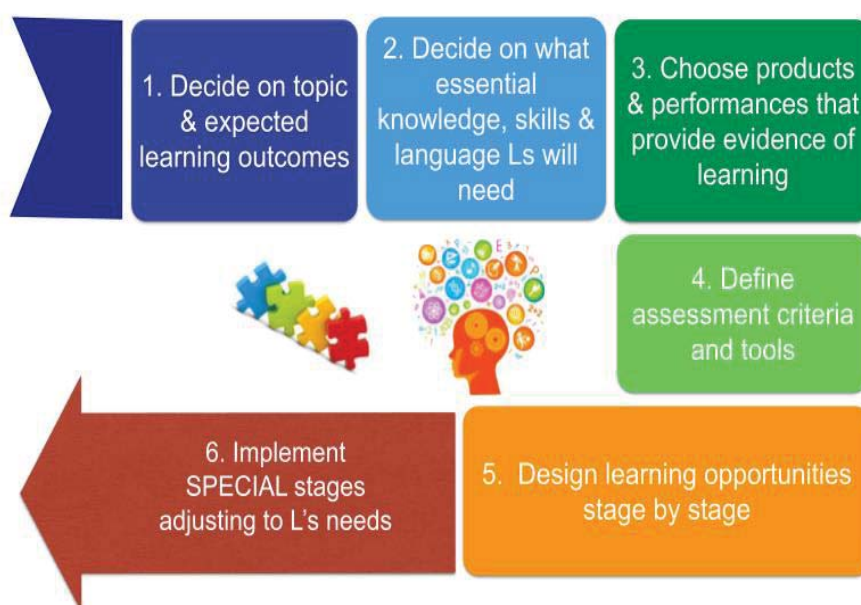 1. Decide on topic
& expected
learning outcomes
2. Decide on what
essential
knowledge, skills &
language Ls will
need
3. Choose products
& performances that
provide evidence of
learning
4. Define
assessment criteria
and tools
5. Design learning opportunities
stage by stage
6. Implement
SPECIAL stages
adjusting to L's needs